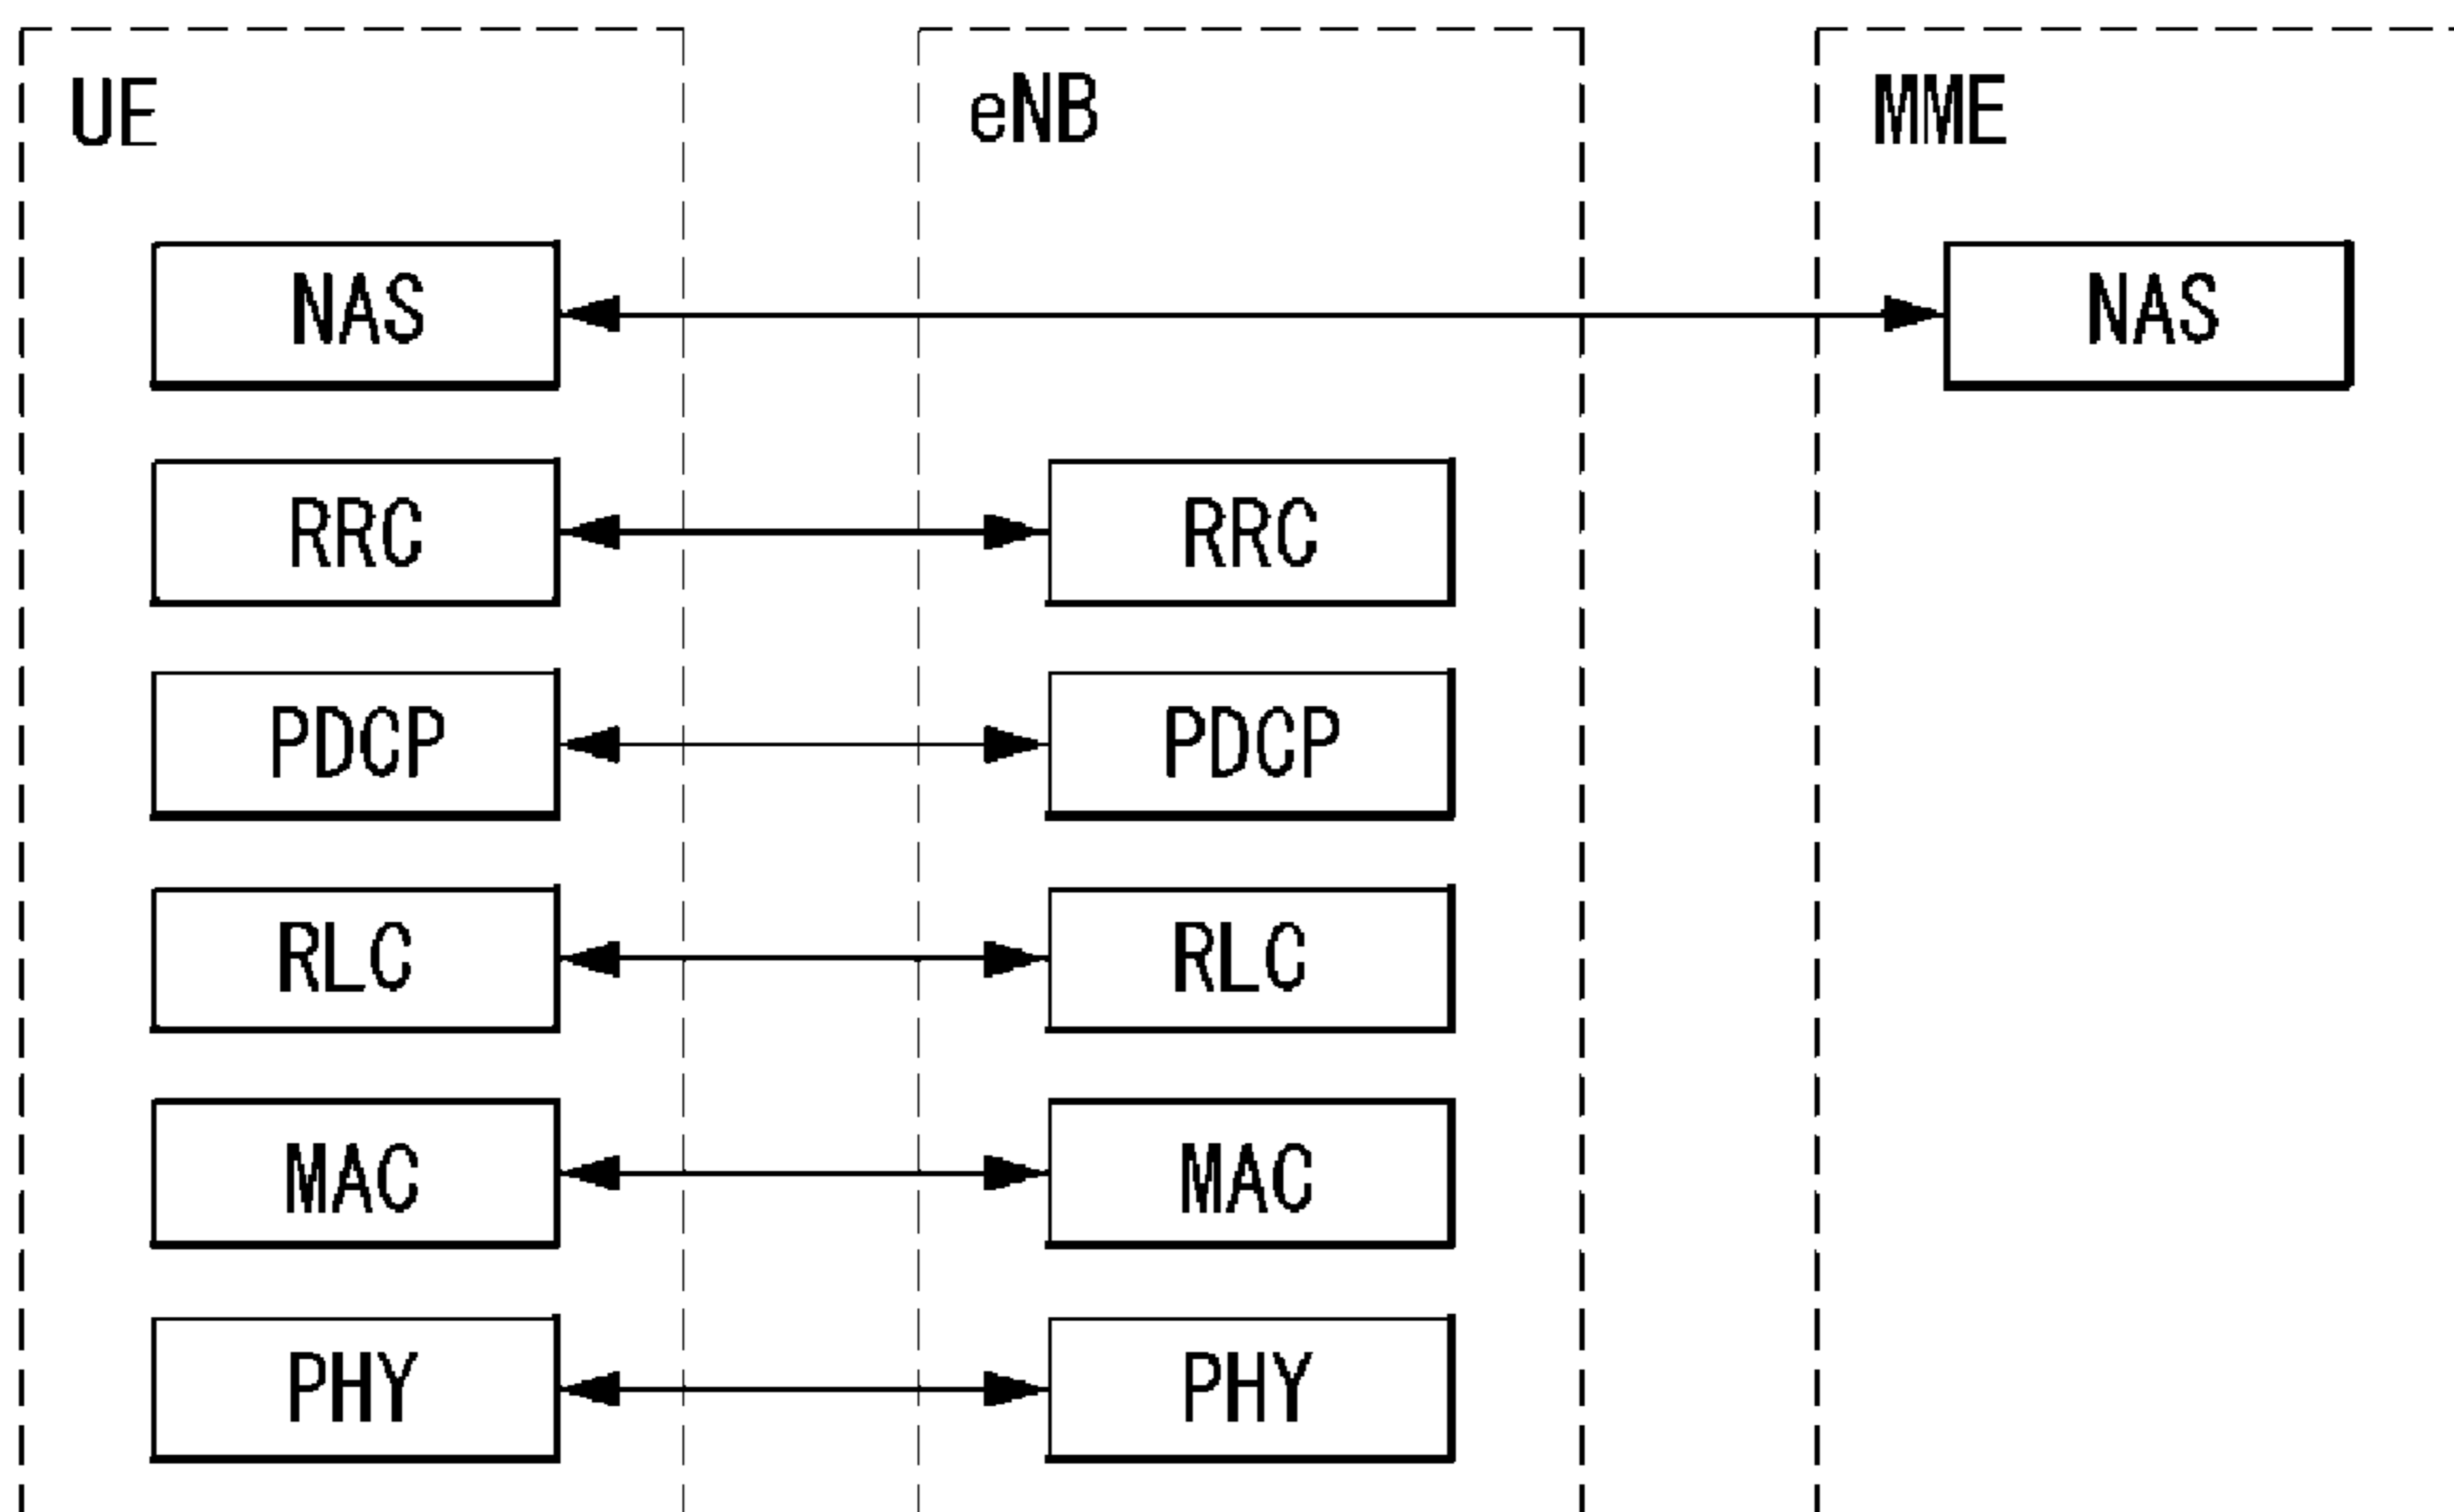 UE
eNB
MME
NAS
NAS
RRC
RRC
PDCP
PDCP
RLC
RLC
MAC
MAC
PHY
PHY